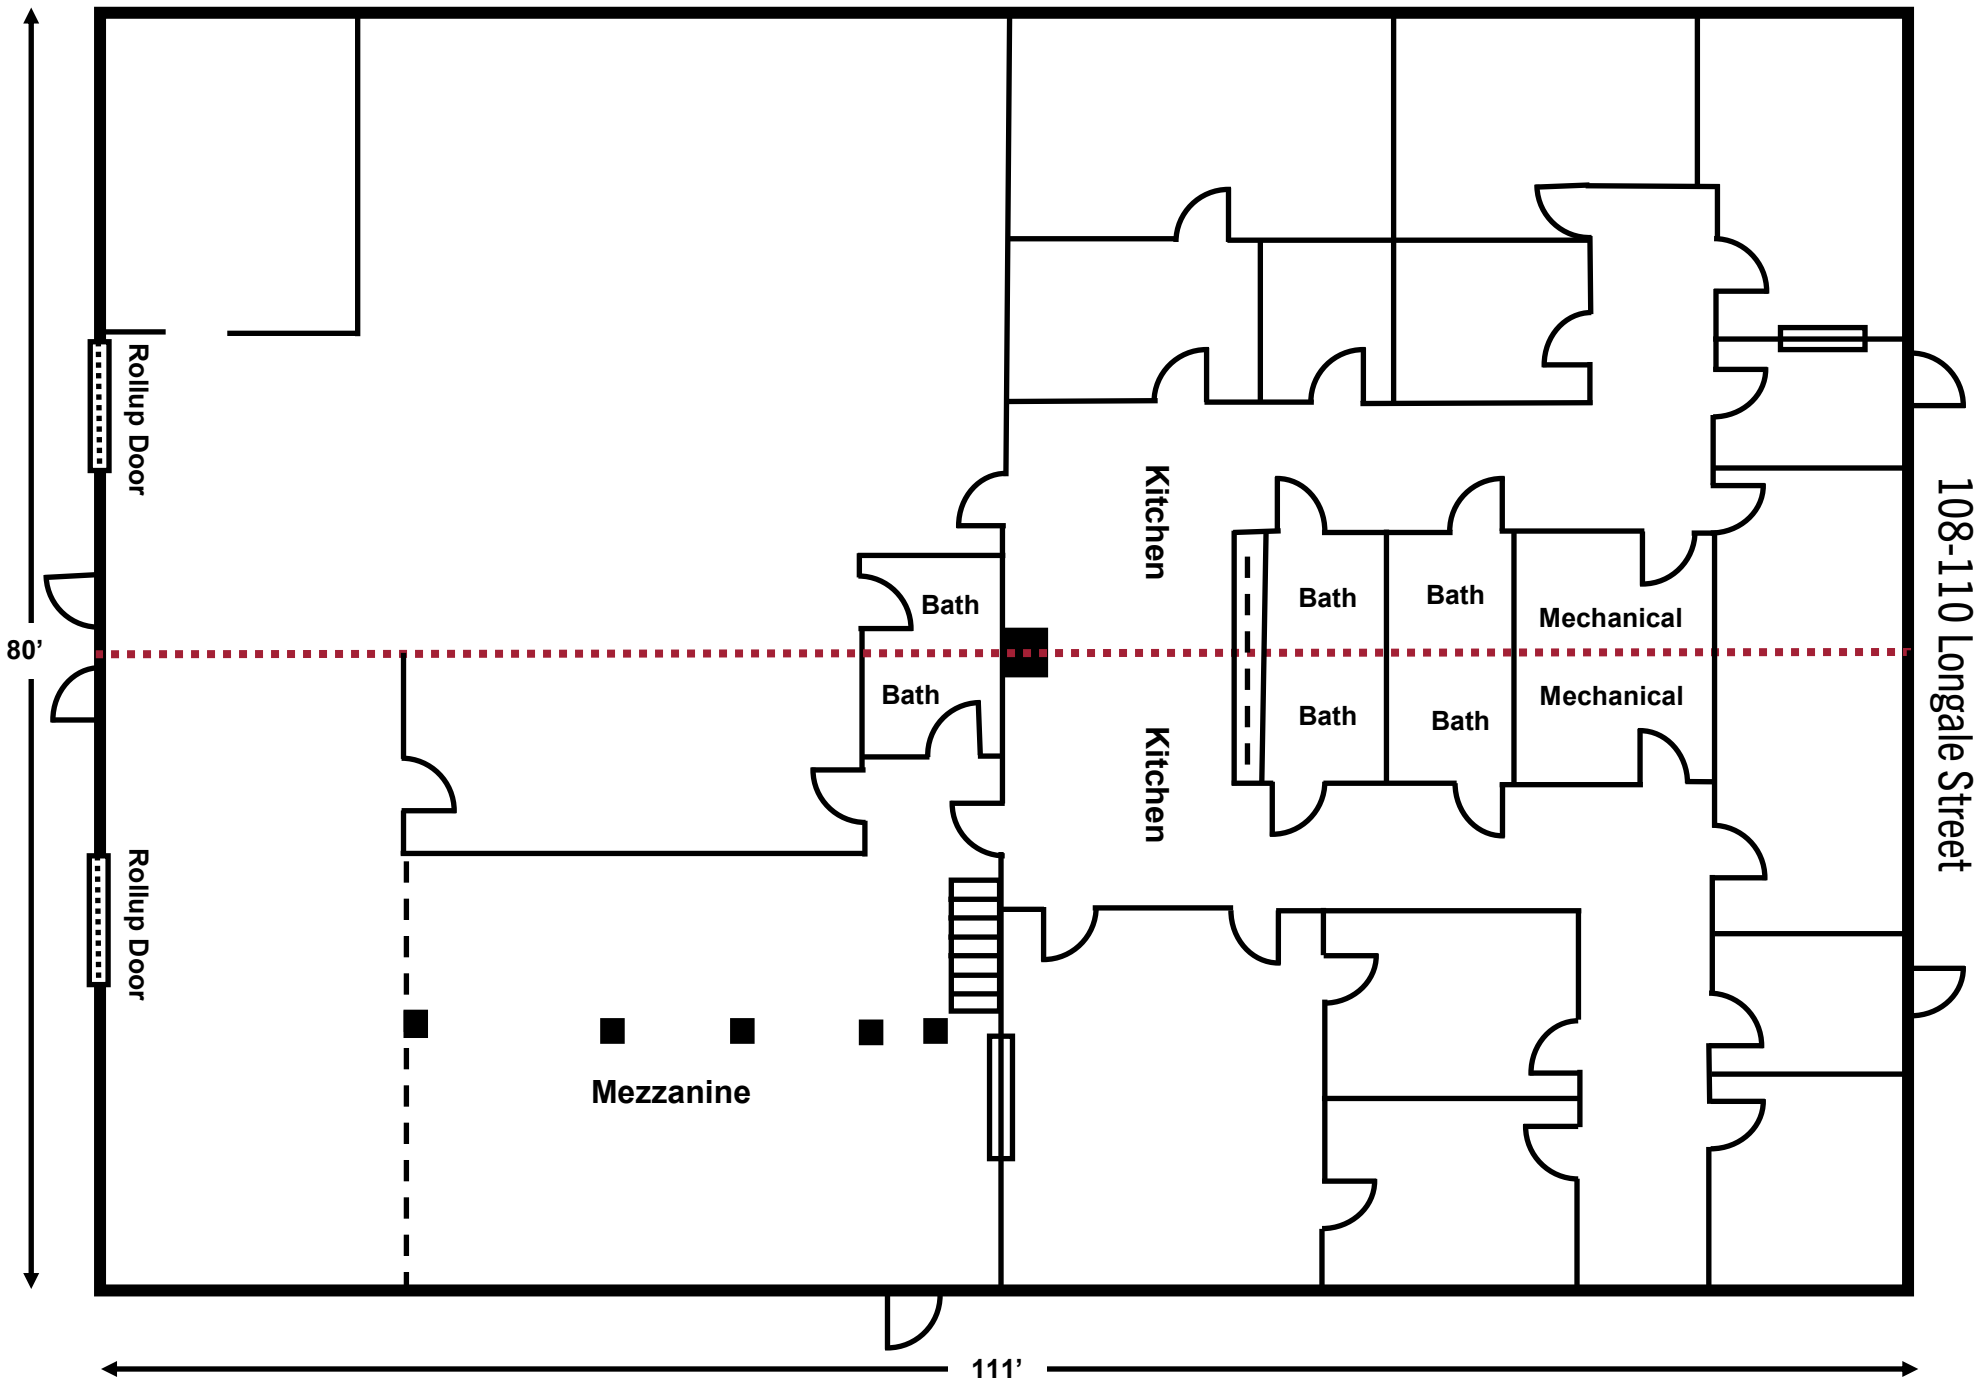 Rollup Door
Kitchen
108-110 Longale Street
Bath
Bath
Bath
Mechanical
80’
Bath
Mechanical
Bath
Bath
Kitchen
Rollup Door
Mezzanine
111’